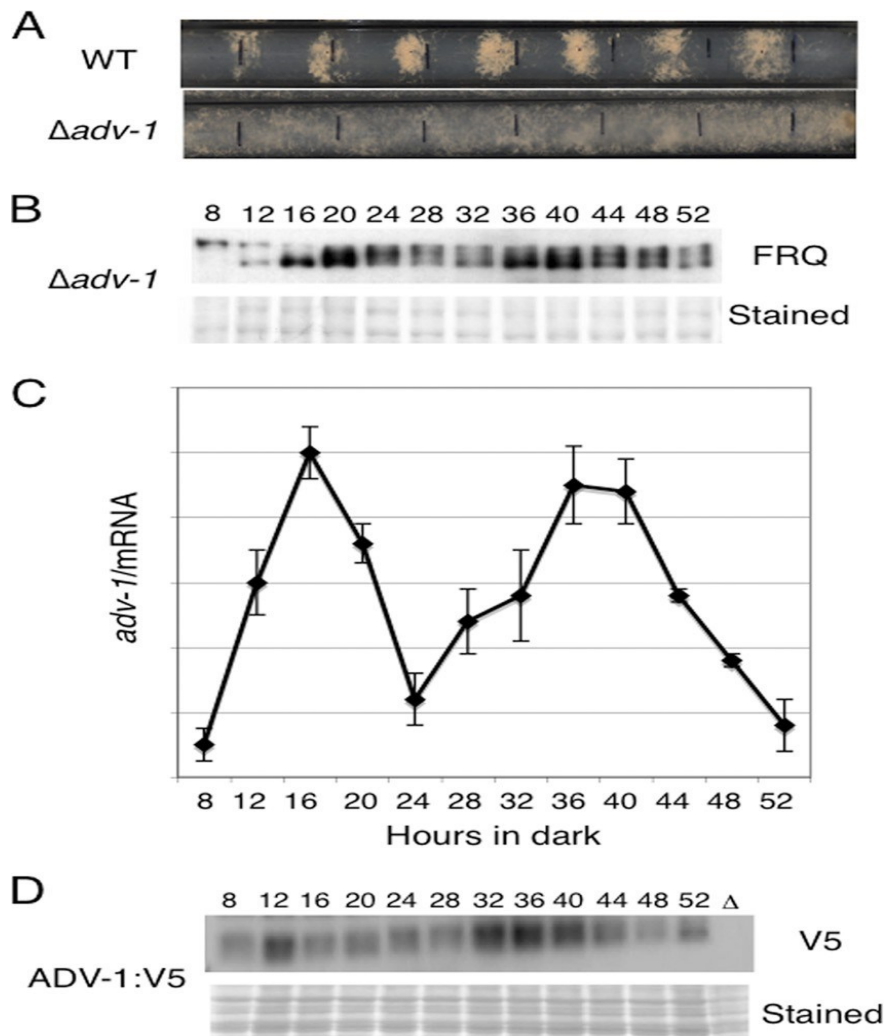 A
WT
Δadv-1
B
8 12 16 20 24 28 32 36 40 44 48 52
Δadv-1
FRQ
Stained
C
adv-1/mRNA
8 12 16 20 24 28 32 36 40 44 48 52
Hours in dark
D
8 12 16 20 24 28 32 36 40 44 48 52 Δ
ADV-1:V5
V5
Stained